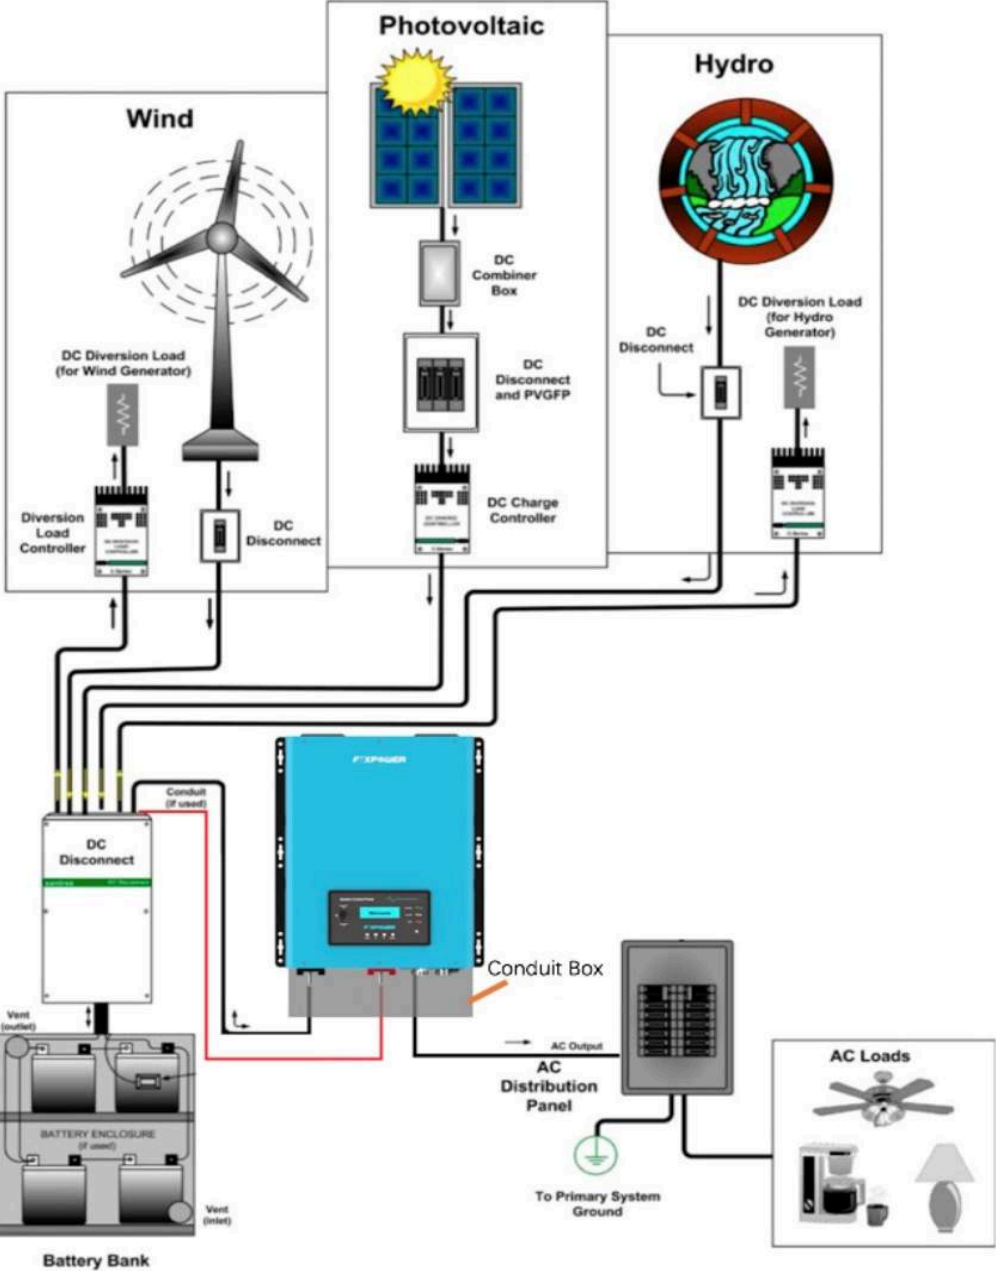 Photovoltaic
Hydro
Wind
DC
Combiner
Box
DC Diversion Load
(for Hydro
Generator)
DC
Disconnect
DC Diversion Load
(for Wind Generator)
DC
Disconnect
and PVGFP
DC Charge
Controller
Diversion
Load
Controller
DC
Disconnect
Conduit
(if used)
DC
Disconnect
Conduit Box
Vent
(outlet)
AC Output
AC
Distribution
Panel
AC Loads
BATTERY ENCLOSURE
(if used)
To Primary System
Ground
Vent
(inlet)
Battery Bank